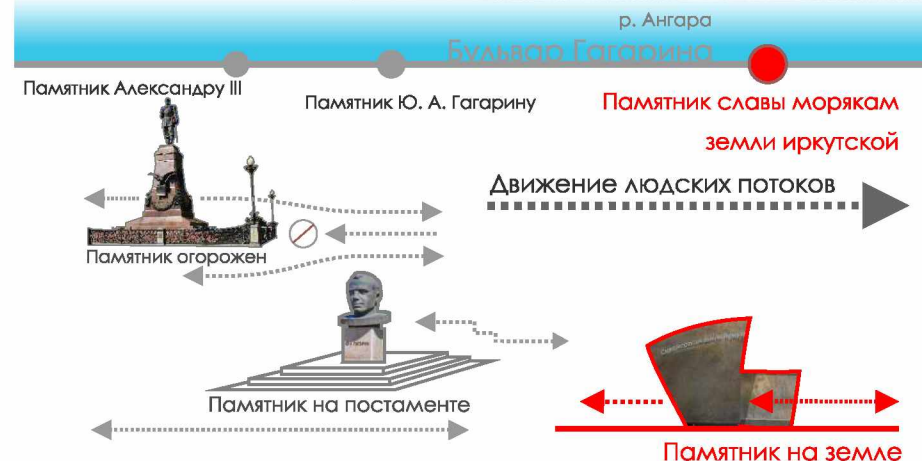 р. Ангара
Бульвар Гагарина
Памятник Александру III
Памятник Ю. А. Гагарину
Памятник славы морякам
земли иркутской
Движение людских потоков
Памятник огорожен
Памятник на постаменте
Памятник на земле